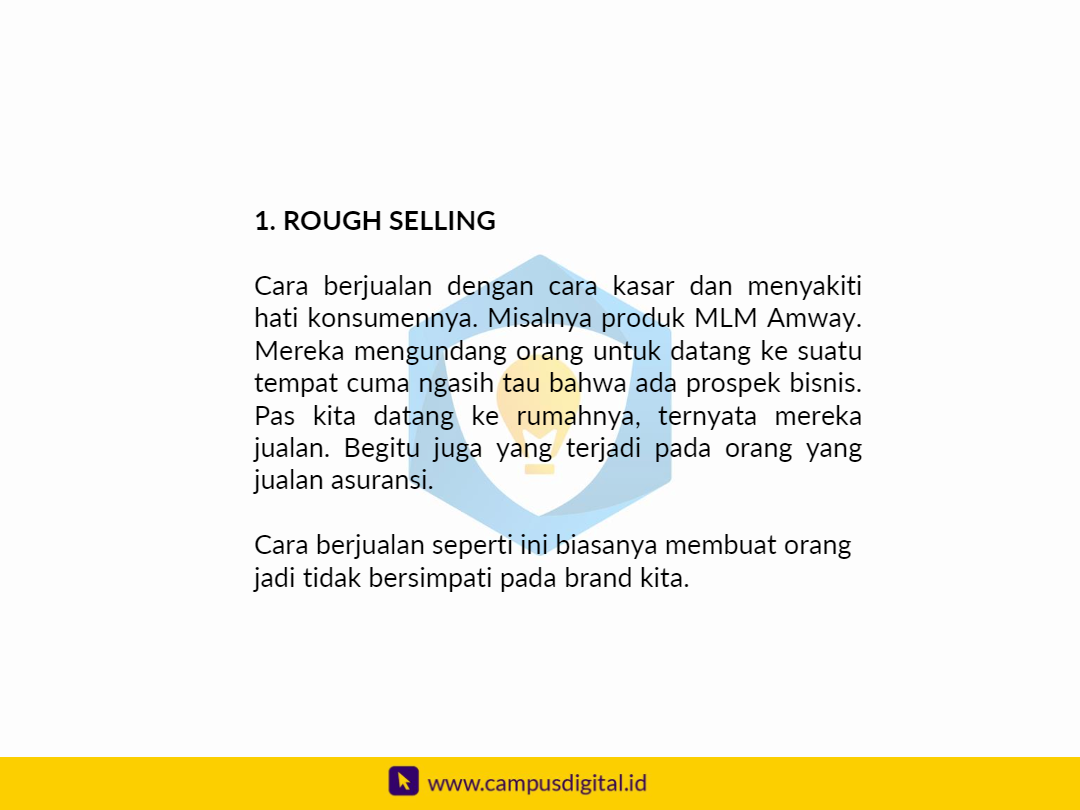 1. ROUGH SELLING
Cara berjualan dengan cara kasar dan menyakiti
hati konsumennya. Misalnya produk MLM Amway.
Mereka mengundang orang untuk datang ke suatu
tempat cuma ngasih tau bahwa ada prospek bisnis.
Pas kita datang ke rumahnya, ternyata mereka
jualan. Begitu juga yang terjadi pada orang yang
jualan asuransi.
Cara berjualan seperti ini biasanya membuat orang
jadi tidak bersimpati pada brand kita.
www.campusdigital.id